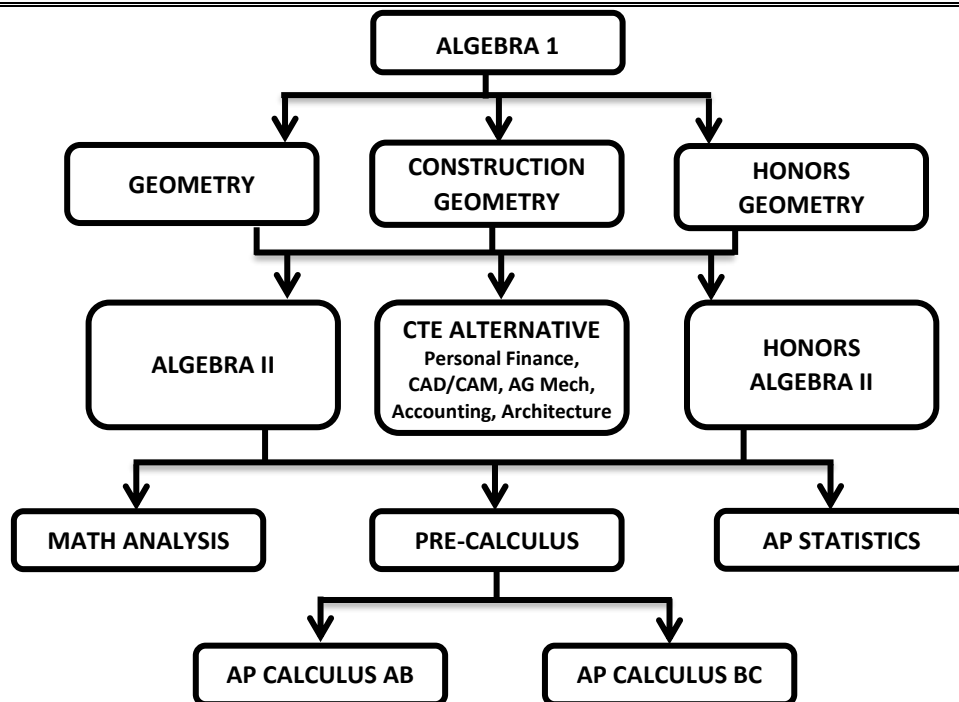 ALGEBRA 1
GEOMETRY
CONSTRUCTION
GEOMETRY
HONORS
GEOMETRY
ALGEBRA II
CTE ALTERNATIVE
Personal Finance,
CAD/CAM, AG Mech,
Accounting, Architecture
HONORS
ALGEBRA II
MATH ANALYSIS
PRE-CALCULUS
AP STATISTICS
AP CALCULUS AB
AP CALCULUS BC